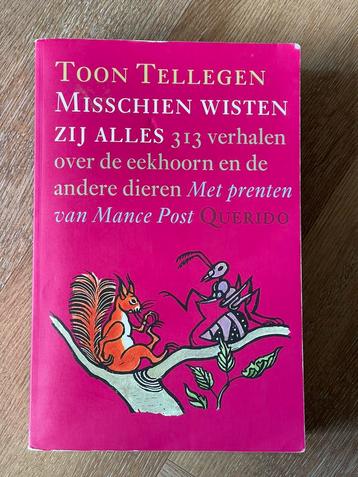 TOON TELLEGEN
MISSCHIEN WISTEN
ZIJ ALLES 313 verhalen
over de eekhoorn en de
andere dieren Met prenten
van Mance Post QUERIDO